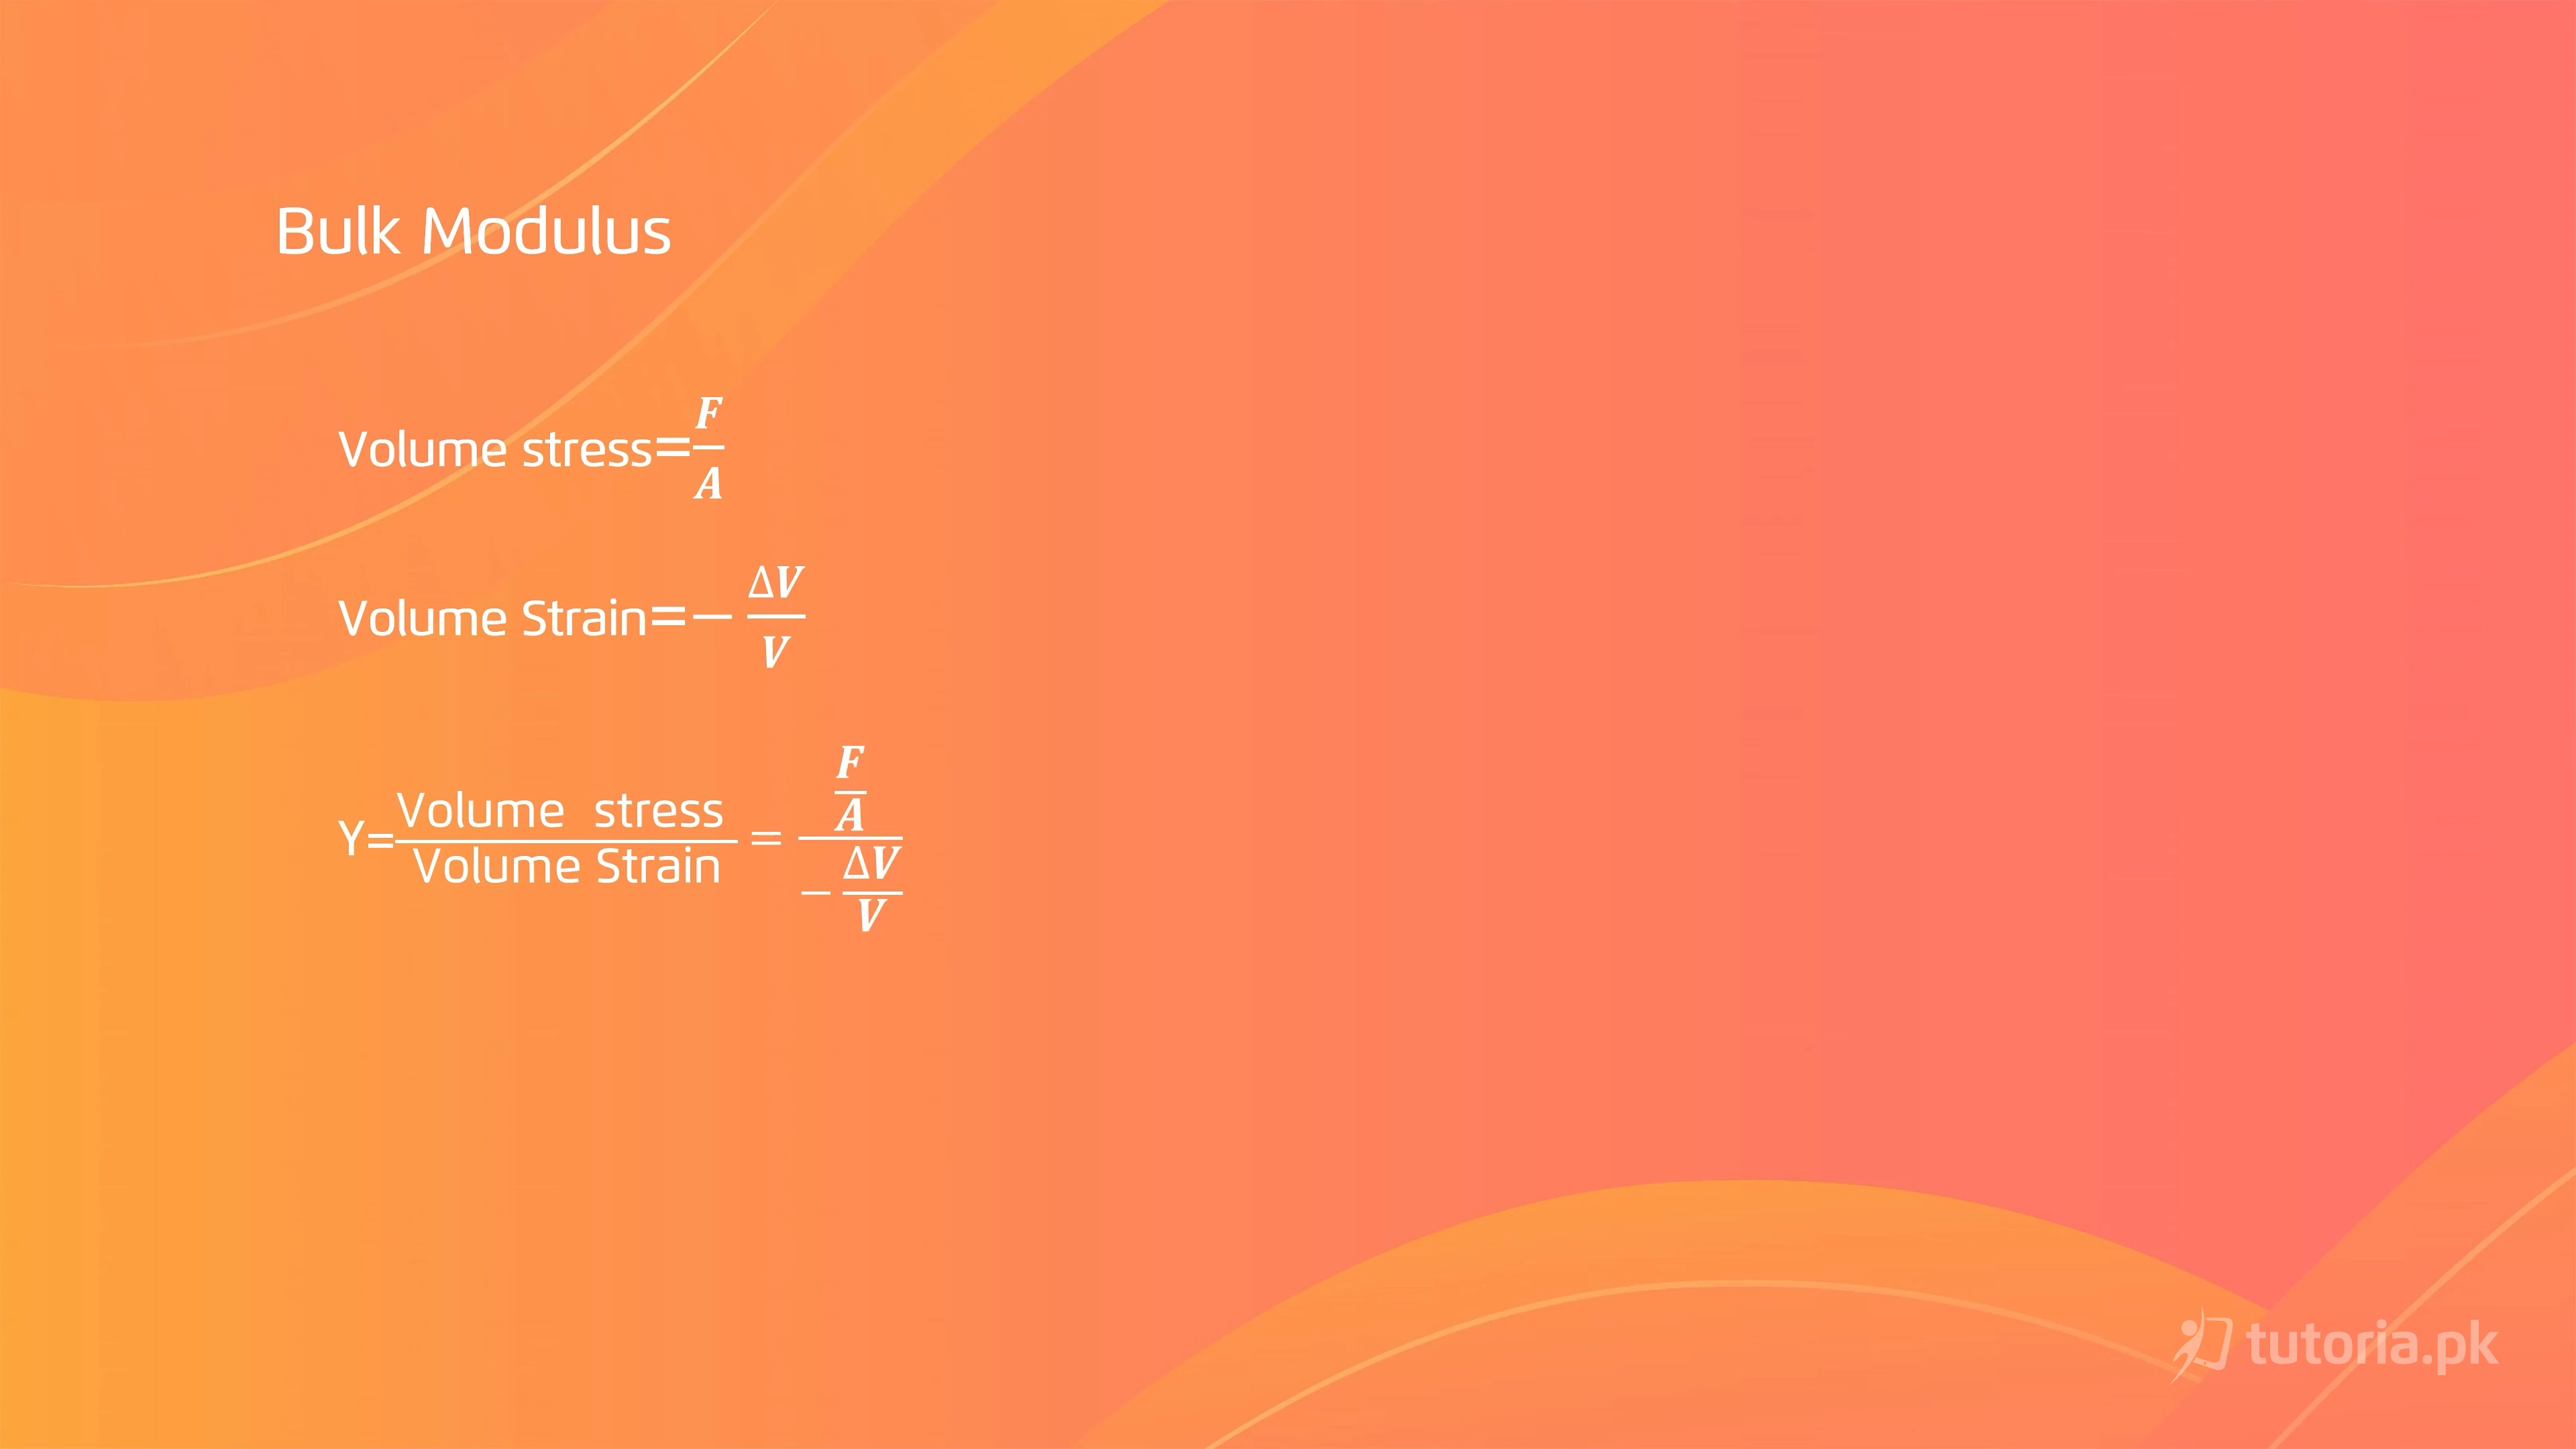 Bulk Modulus
Volume stress=F/A
Volume Strain=− ΔV/V
Y=Volume stress/Volume Strain = F/A/− ΔV/V
tutoria.pk